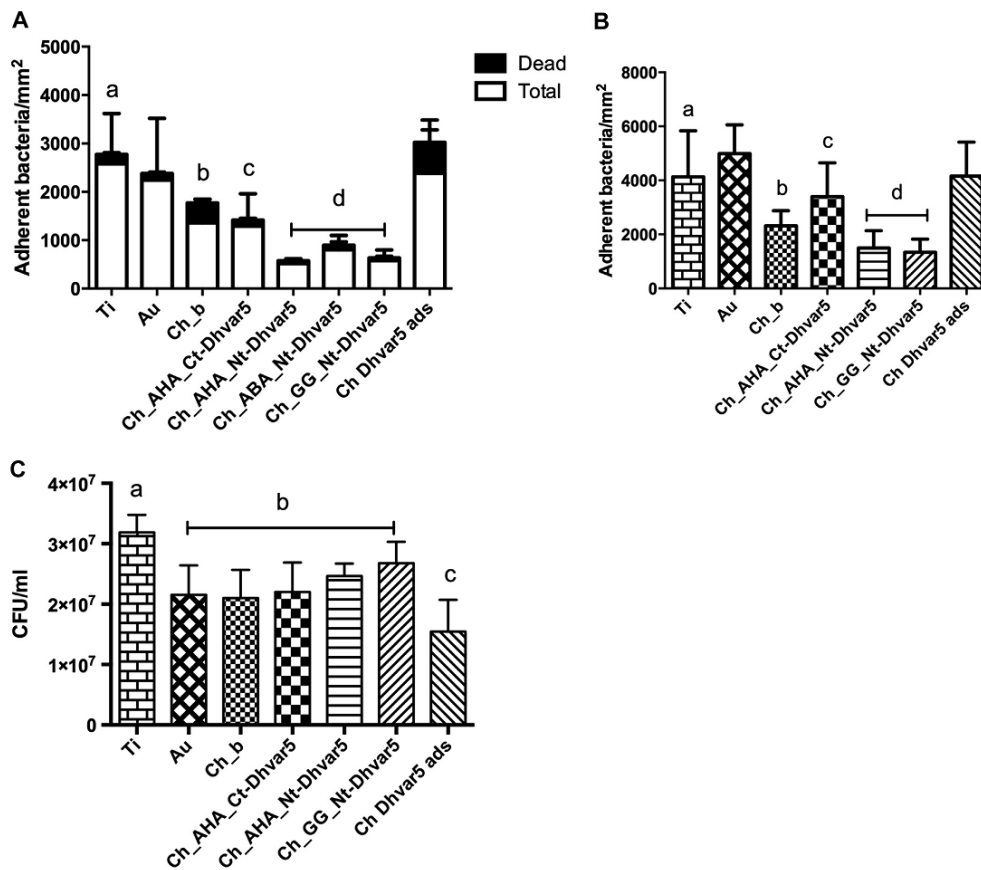 A
Adherent bacteria/mm²
5000
4000
3000
2000
1000
0
a
b
c
d
Dead
Total
Ti
Au
Ch_b
Ch_AHA_Ct-Dhvar5
Ch_AHA_Nt-Dhvar5
Ch_ABA_Nt-Dhvar5
Ch_GG_Nt-Dhvar5
Ch Dhvar5 ads
B
Adherent bacteria/mm²
8000
6000
4000
2000
0
a
b
c
d
Ti
Au
Ch_b
Ch_AHA_Ct-Dhvar5
Ch_AHA_Nt-Dhvar5
Ch_GG_Nt-Dhvar5
Ch Dhvar5 ads
C
CFU/ml
4×10⁷
3×10⁷
2×10⁷
1×10⁷
0
a
b
c
Ti
Au
Ch_b
Ch_AHA_Ct-Dhvar5
Ch_AHA_Nt-Dhvar5
Ch_GG_Nt-Dhvar5
Ch Dhvar5 ads